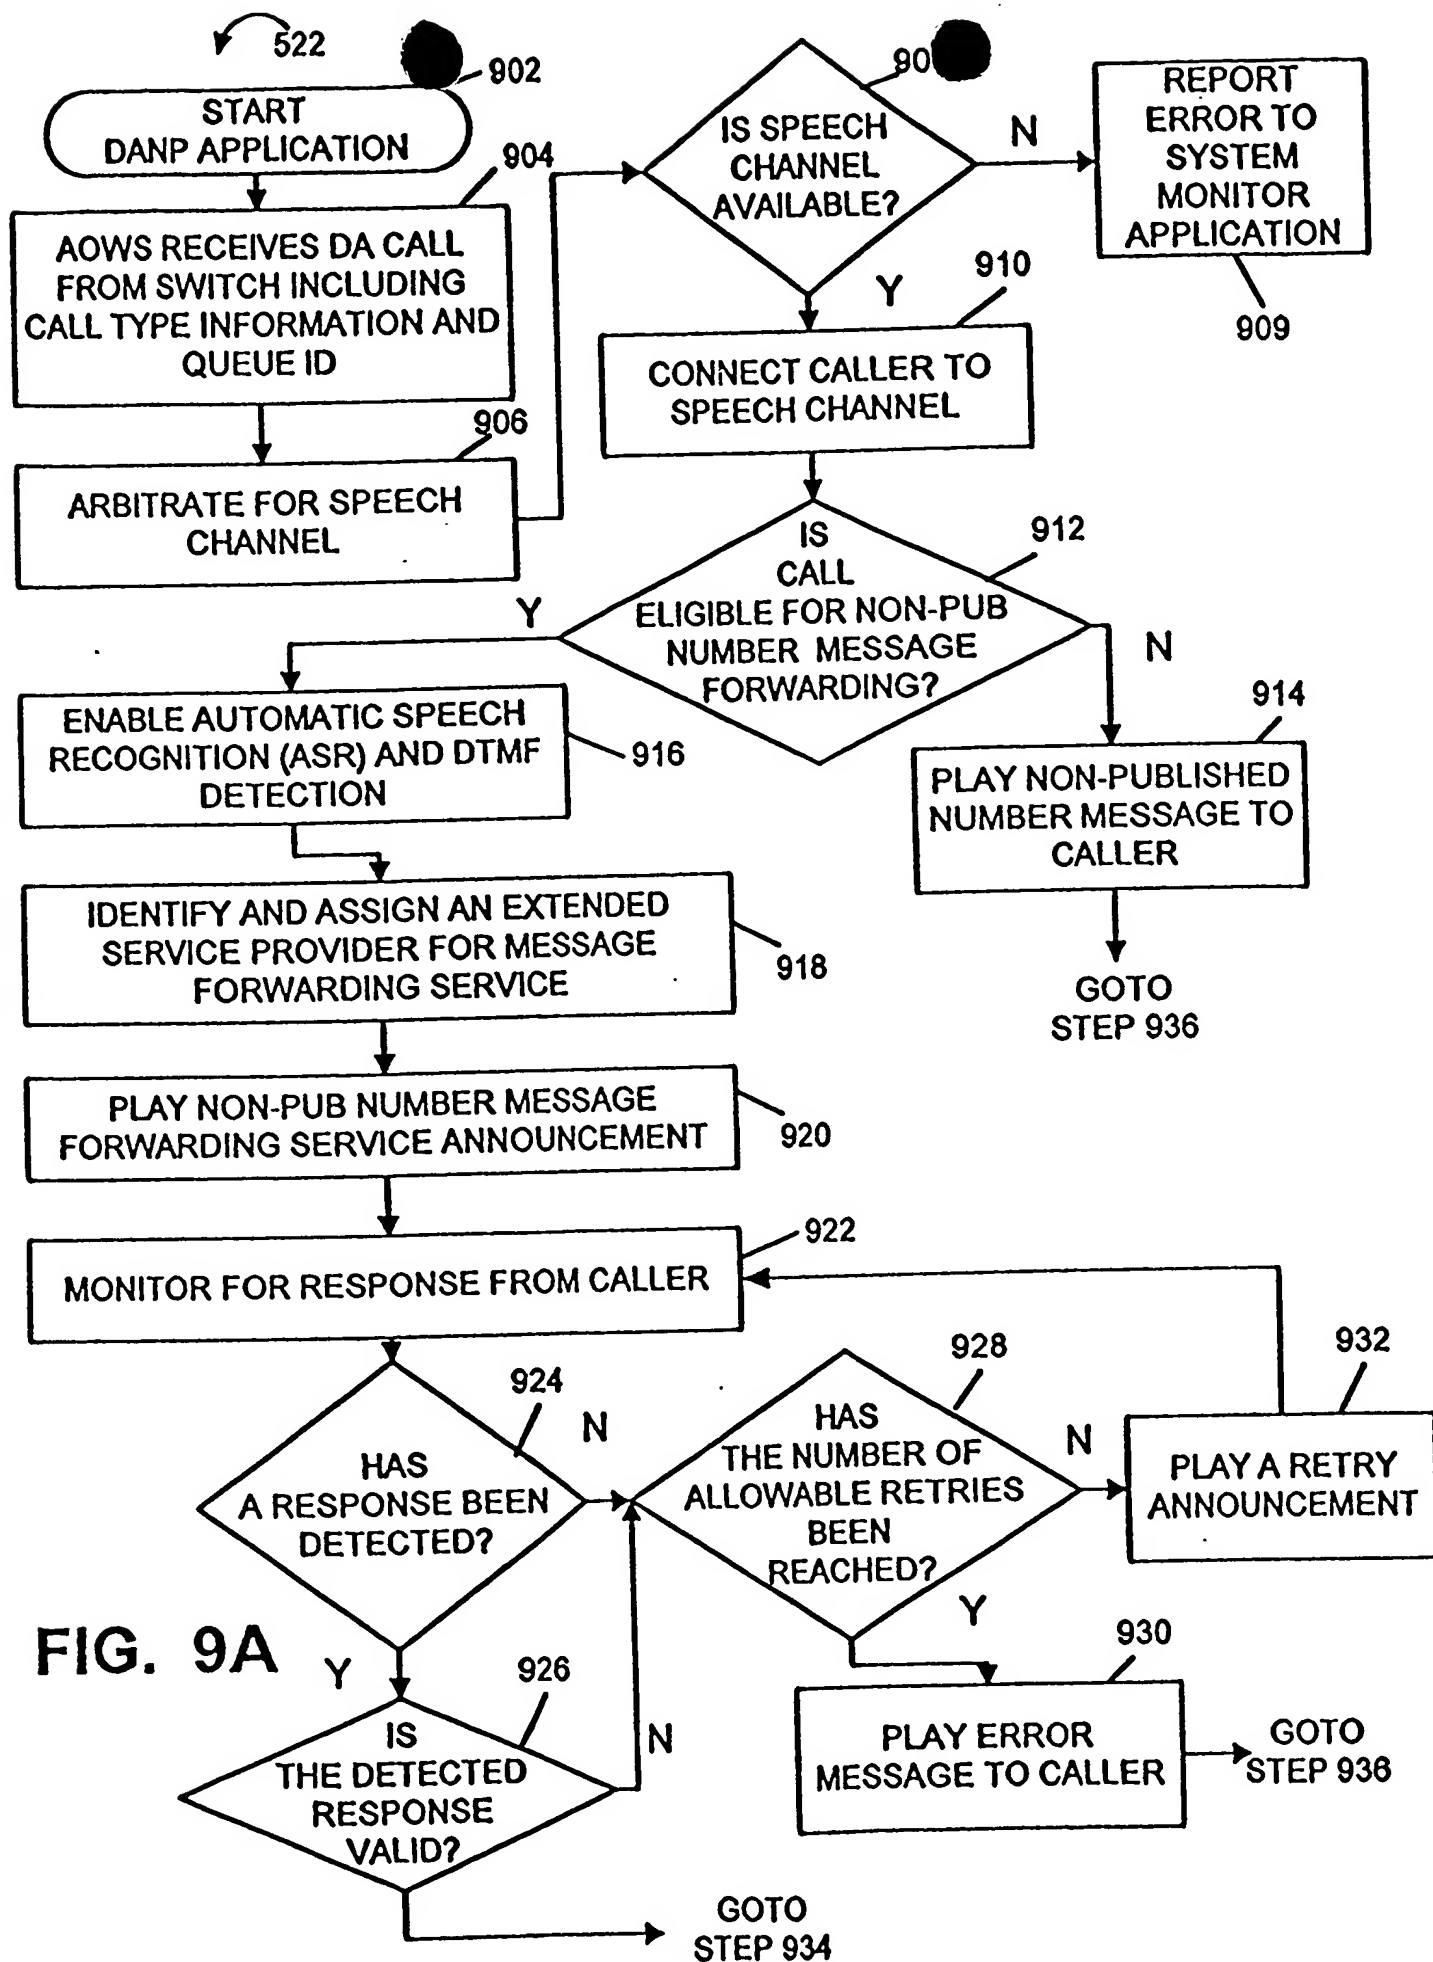 522
902
START
DANP APPLICATION
904
AOWS RECEIVES DA CALL
FROM SWITCH INCLUDING
CALL TYPE INFORMATION AND
QUEUE ID
906
ARBITRATE FOR SPEECH
CHANNEL
90
IS SPEECH
CHANNEL
AVAILABLE?
N
REPORT
ERROR TO
SYSTEM
MONITOR
APPLICATION
909
Y
910
CONNECT CALLER TO
SPEECH CHANNEL
912
IS
CALL
ELIGIBLE FOR NON-PUB
NUMBER MESSAGE
FORWARDING?
Y
N
914
PLAY NON-PUBLISHED
NUMBER MESSAGE TO
CALLER
GOTO
STEP 936
ENABLE AUTOMATIC SPEECH
RECOGNITION (ASR) AND DTMF
DETECTION
916
IDENTIFY AND ASSIGN AN EXTENDED
SERVICE PROVIDER FOR MESSAGE
FORWARDING SERVICE
918
PLAY NON-PUB NUMBER MESSAGE
FORWARDING SERVICE ANNOUNCEMENT
920
922
MONITOR FOR RESPONSE FROM CALLER
924
HAS
A RESPONSE BEEN
DETECTED?
N
928
HAS
THE NUMBER OF
ALLOWABLE RETRIES
BEEN
REACHED?
N
932
PLAY A RETRY
ANNOUNCEMENT
Y
930
PLAY ERROR
MESSAGE TO CALLER
GOTO
STEP 936
FIG. 9A
Y
926
IS
THE DETECTED
RESPONSE
VALID?
N
GOTO
STEP 934